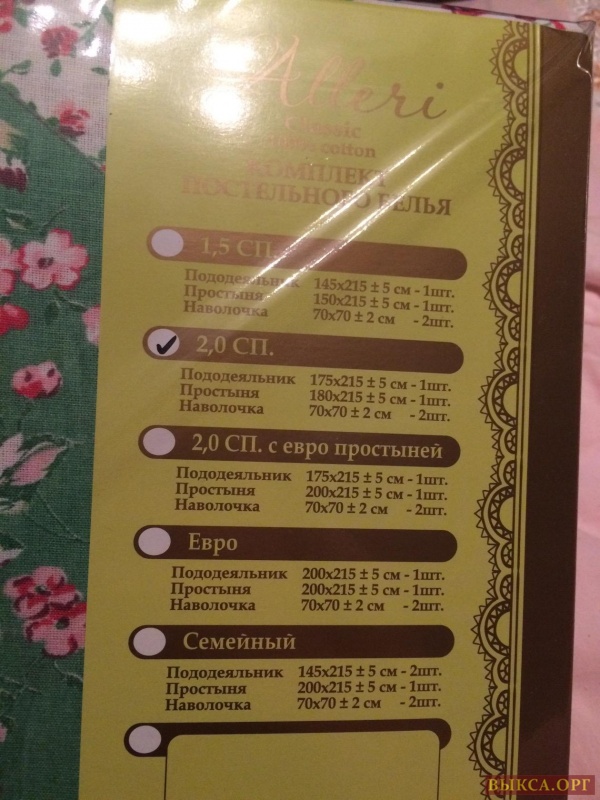 Alleri
Classic
100% cotton
КОМПЛЕКТ
ПОСТЕЛЬНОГО БЕЛЬЯ
1,5 СП.
Пододеяльник 145x215 ± 5 см - 1шт.
Простыня 150x215 ± 5 см - 1шт.
Наволочка 70x70 ± 2 см - 2шт.
2,0 СП.
Пододеяльник 175x215 ± 5 см - 1шт.
Простыня 180x215 ± 5 см - 1шт.
Наволочка 70x70 ± 2 см - 2шт.
2,0 СП. с евро простыней
Пододеяльник 175x215 ± 5 см - 1шт.
Простыня 200x215 ± 5 см - 1шт.
Наволочка 70x70 ± 2 см - 2шт.
Евро
Пододеяльник 200x215 ± 5 см - 1шт.
Простыня 200x215 ± 5 см - 1шт.
Наволочка 70x70 ± 2 см - 2шт.
Семейный
Пододеяльник 145x215 ± 5 см - 2шт.
Простыня 200x215 ± 5 см - 1шт.
Наволочка 70x70 ± 2 см - 2шт.
ВЫКСА.ОРГ